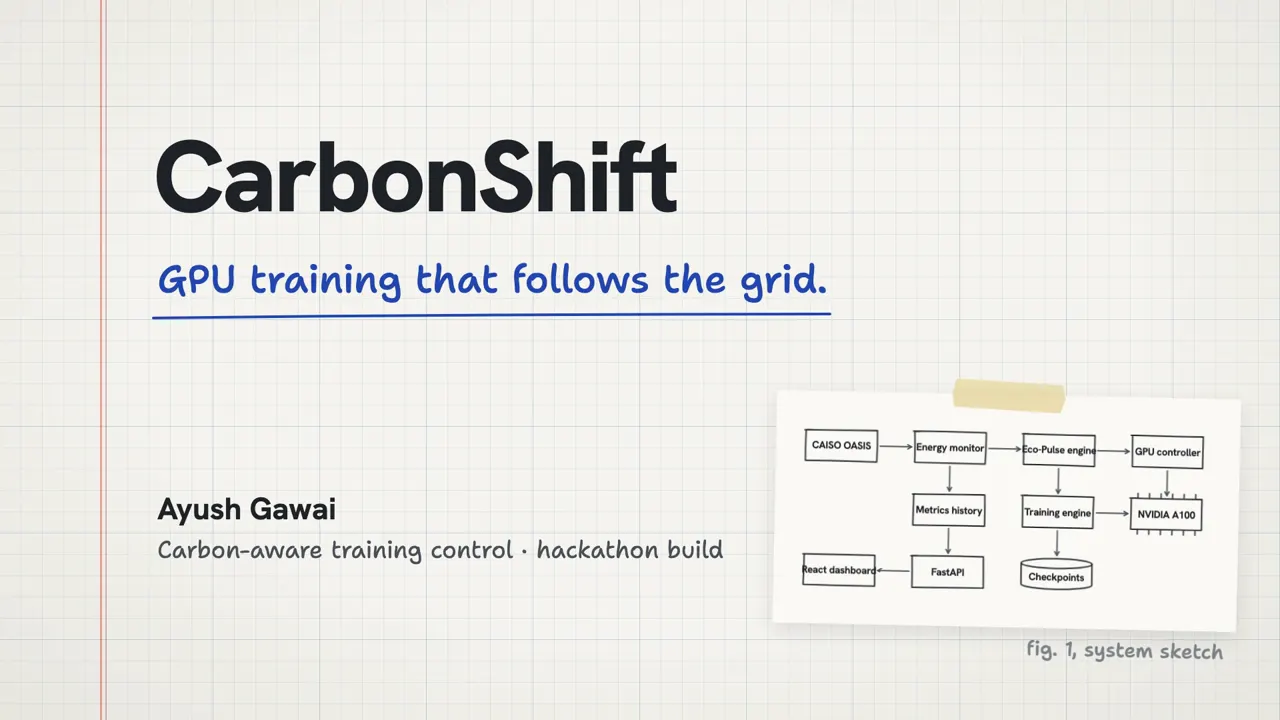 CarbonShift
GPU training that follows the grid.
Ayush Gawai
Carbon-aware training control · hackathon build
CAISO OASIS
Energy monitor
Eco-Pulse engine
GPU controller
Metrics history
Training engine
NVIDIA A100
React dashboard
FastAPI
Checkpoints
fig. 1, system sketch